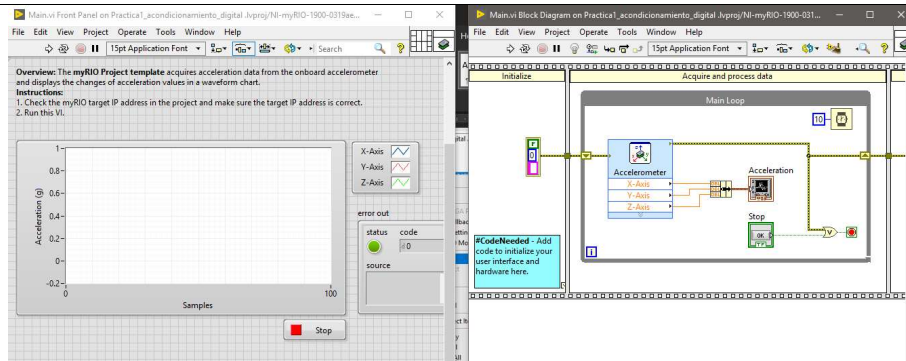 Main.vi Front Panel on Practica1_acondicionamiento_digital .lvproj/NI-myRIO-1900-0319ae...
File Edit View Project Operate Tools Window Help
15pt Application Font
Search
Overview: The myRIO Project template acquires acceleration data from the onboard accelerometer
and displays the changes of acceleration values in a waveform chart.
Instructions:
1. Check the myRIO target IP address in the project and make sure the target IP address is correct.
2. Run this VI.
1-
0.8-
0.6-
0.4-
0.2-
0-
-0.2-
Acceleration (g)
0
100
Samples
X-Axis
Y-Axis
Z-Axis
error out
status code
0
source
Stop
Main.vi Block Diagram on Practica1_acondicionamiento_digital .lvproj/NI-myRIO-1900-031...
File Edit View Project Operate Tools Window Help
15pt Application Font
Initialize
Acquire and process data
Main Loop
10
F
0
Accelerometer
X-Axis
Y-Axis
Z-Axis
Acceleration
Stop
OK
TF
V
i
#CodeNeeded - Add
code to initialize your
user interface and
hardware here.